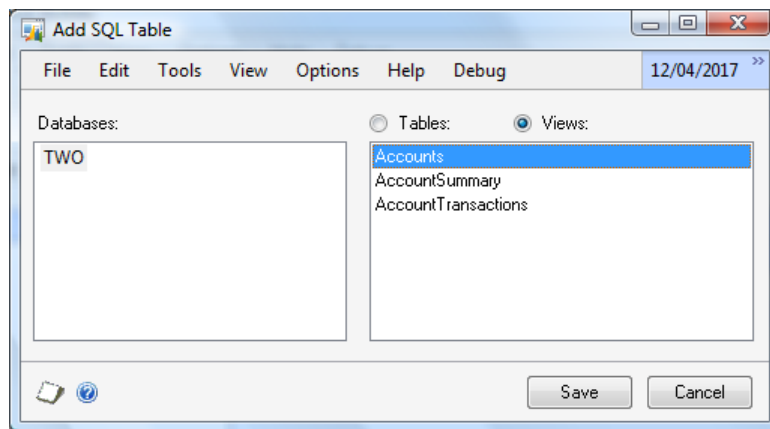 Add SQL Table
File Edit Tools View Options Help Debug 12/04/2017 »
Databases: Tables: Views:
TWO
Accounts
AccountSummary
AccountTransactions
Save Cancel